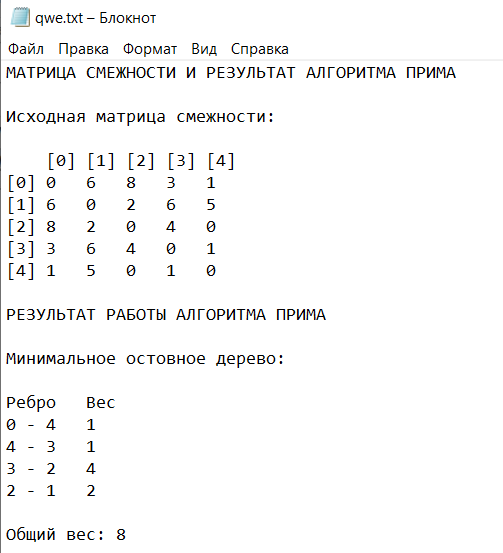 qwe.txt – Блокнот
Файл Правка Формат Вид Справка
МАТРИЦА СМЕЖНОСТИ И РЕЗУЛЬТАТ АЛГОРИТМА ПРИМА
Исходная матрица смежности:
[0] [1] [2] [3] [4]
[0] 0 6 8 3 1
[1] 6 0 2 6 5
[2] 8 2 0 4 0
[3] 3 6 4 0 1
[4] 1 5 0 1 0
РЕЗУЛЬТАТ РАБОТЫ АЛГОРИТМА ПРИМА
Минимальное остовное дерево:
Ребро Вес
0 - 4 1
4 - 3 1
3 - 2 4
2 - 1 2
Общий вес: 8